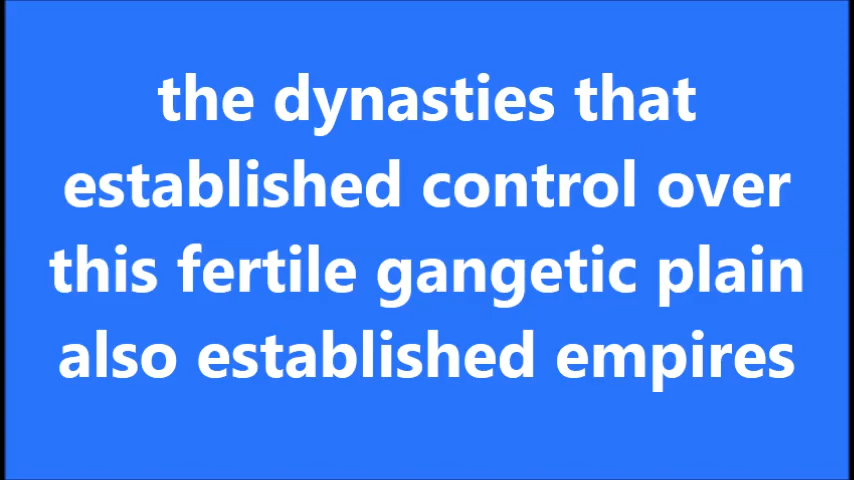 the dynasties that
established control over
this fertile gangetic plain
also established empires